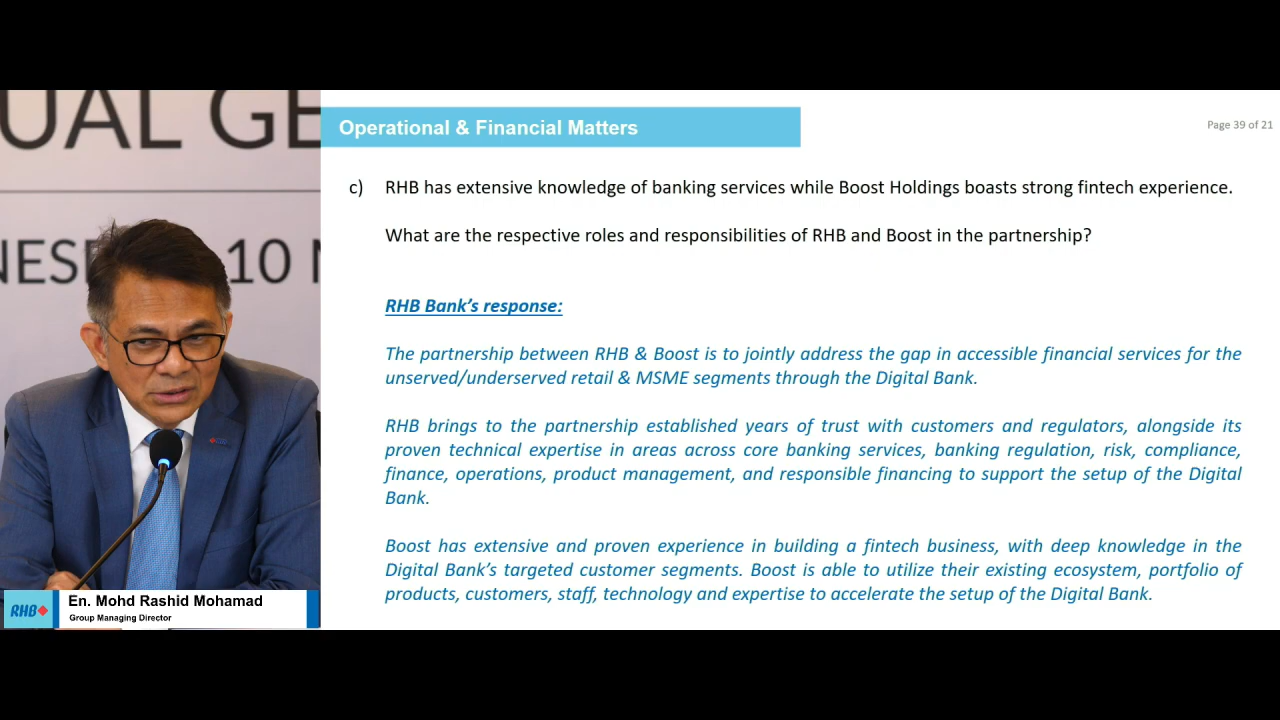 UAL GE
NES
10
Operational & Financial Matters
Page 39 of 21
c) RHB has extensive knowledge of banking services while Boost Holdings boasts strong fintech experience.
What are the respective roles and responsibilities of RHB and Boost in the partnership?
RHB Bank’s response:
The partnership between RHB & Boost is to jointly address the gap in accessible financial services for the
unserved/underserved retail & MSME segments through the Digital Bank.
RHB brings to the partnership established years of trust with customers and regulators, alongside its
proven technical expertise in areas across core banking services, banking regulation, risk, compliance,
finance, operations, product management, and responsible financing to support the setup of the Digital
Bank.
Boost has extensive and proven experience in building a fintech business, with deep knowledge in the
Digital Bank’s targeted customer segments. Boost is able to utilize their existing ecosystem, portfolio of
products, customers, staff, technology and expertise to accelerate the setup of the Digital Bank.
RHB
En. Mohd Rashid Mohamad
Group Managing Director